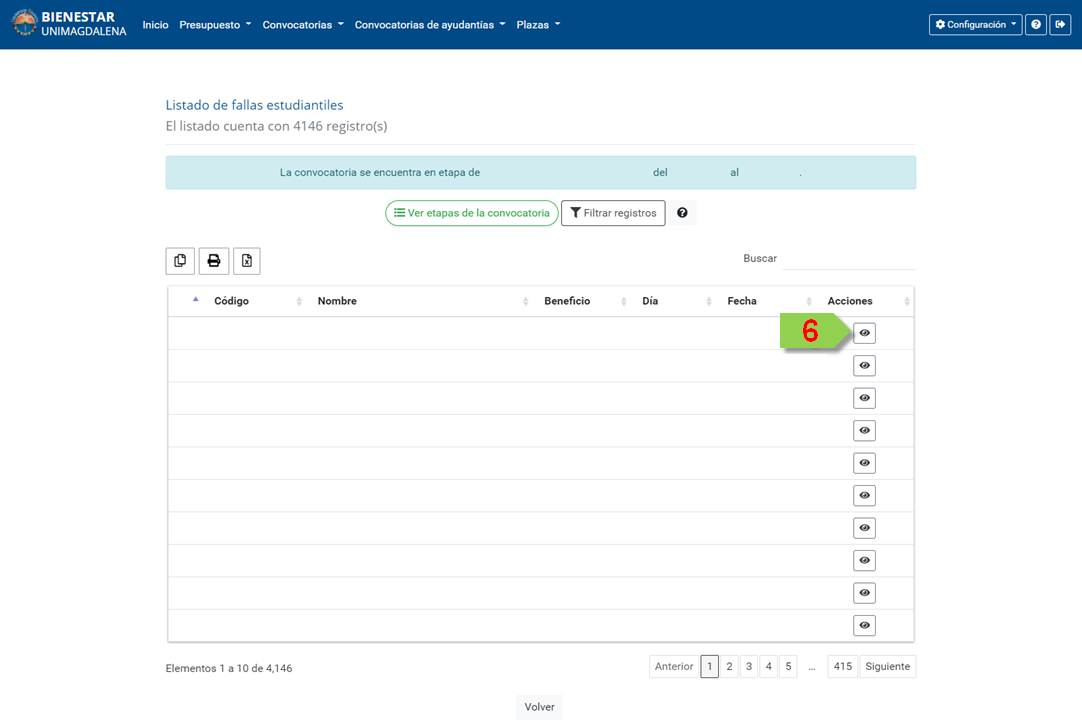 BIENESTAR
UNIMAGDALENA
Inicio Presupuesto Convocatorias Convocatorias de ayudantías Plazas Configuración
Listado de fallas estudiantiles
El listado cuenta con 4146 registro(s)
La convocatoria se encuentra en etapa de del al .
Ver etapas de la convocatoria Filtrar registros
Buscar
Código Nombre Beneficio Día Fecha Acciones
6
Elementos 1 a 10 de 4,146
Anterior 1 2 3 4 5 ... 415 Siguiente
Volver